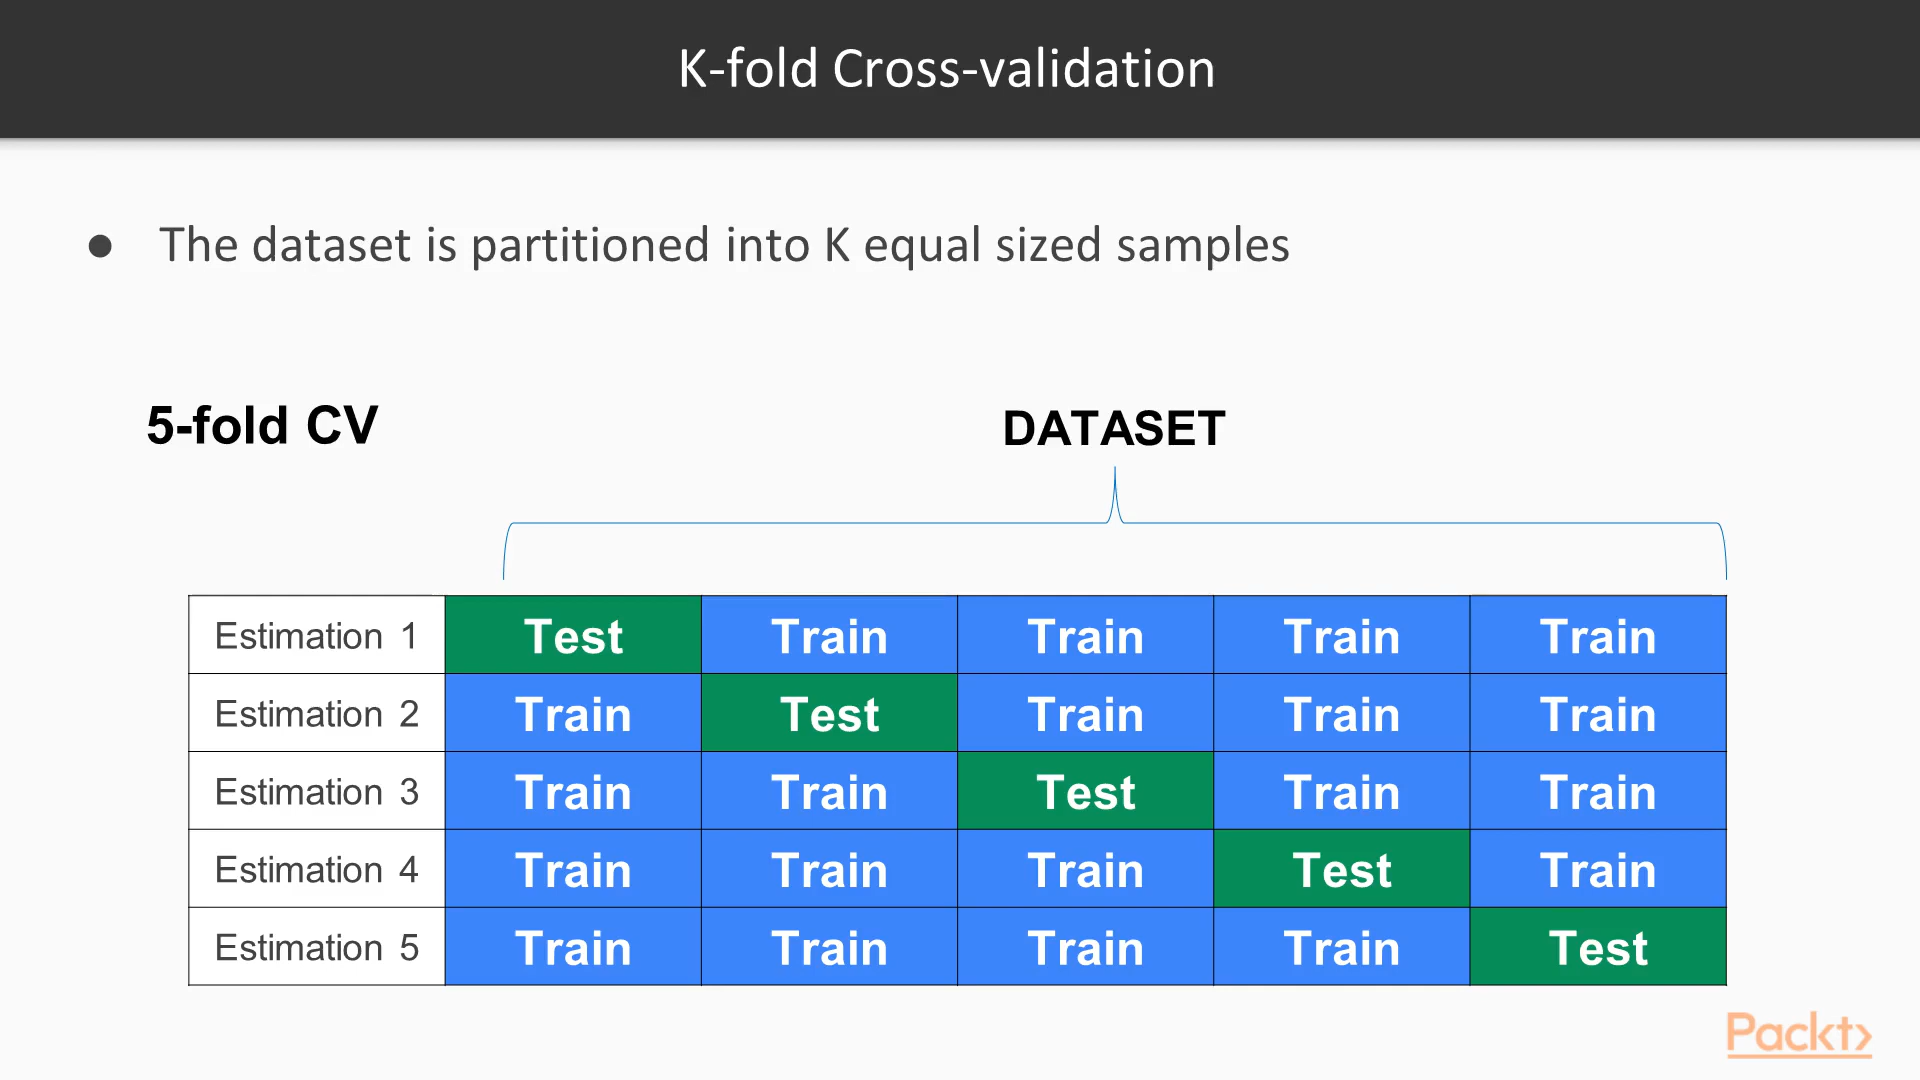 K-fold Cross-validation
● The dataset is partitioned into K equal sized samples
5-fold CV
DATASET
Estimation 1 Test Train Train Train Train
Estimation 2 Train Test Train Train Train
Estimation 3 Train Train Test Train Train
Estimation 4 Train Train Train Test Train
Estimation 5 Train Train Train Train Test
Packt>